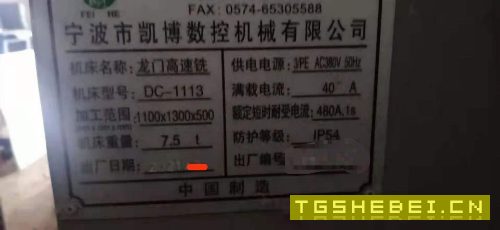 FEI HE
FAX: 0574-65305588
宁波市凯博数控机械有限公司
机床名称: 龙门高速铣 供电电源: 3/PE AC380V 50Hz
机床型号: DC-1113 满载电流: 40 A
加工范围: 1100x1300x500 额定短时耐受电流: 480A,1s
机床重量: 7.5 t 防护等级: IP54
出厂日期: 出厂编号
中国制造
TGSHEBEI.CN